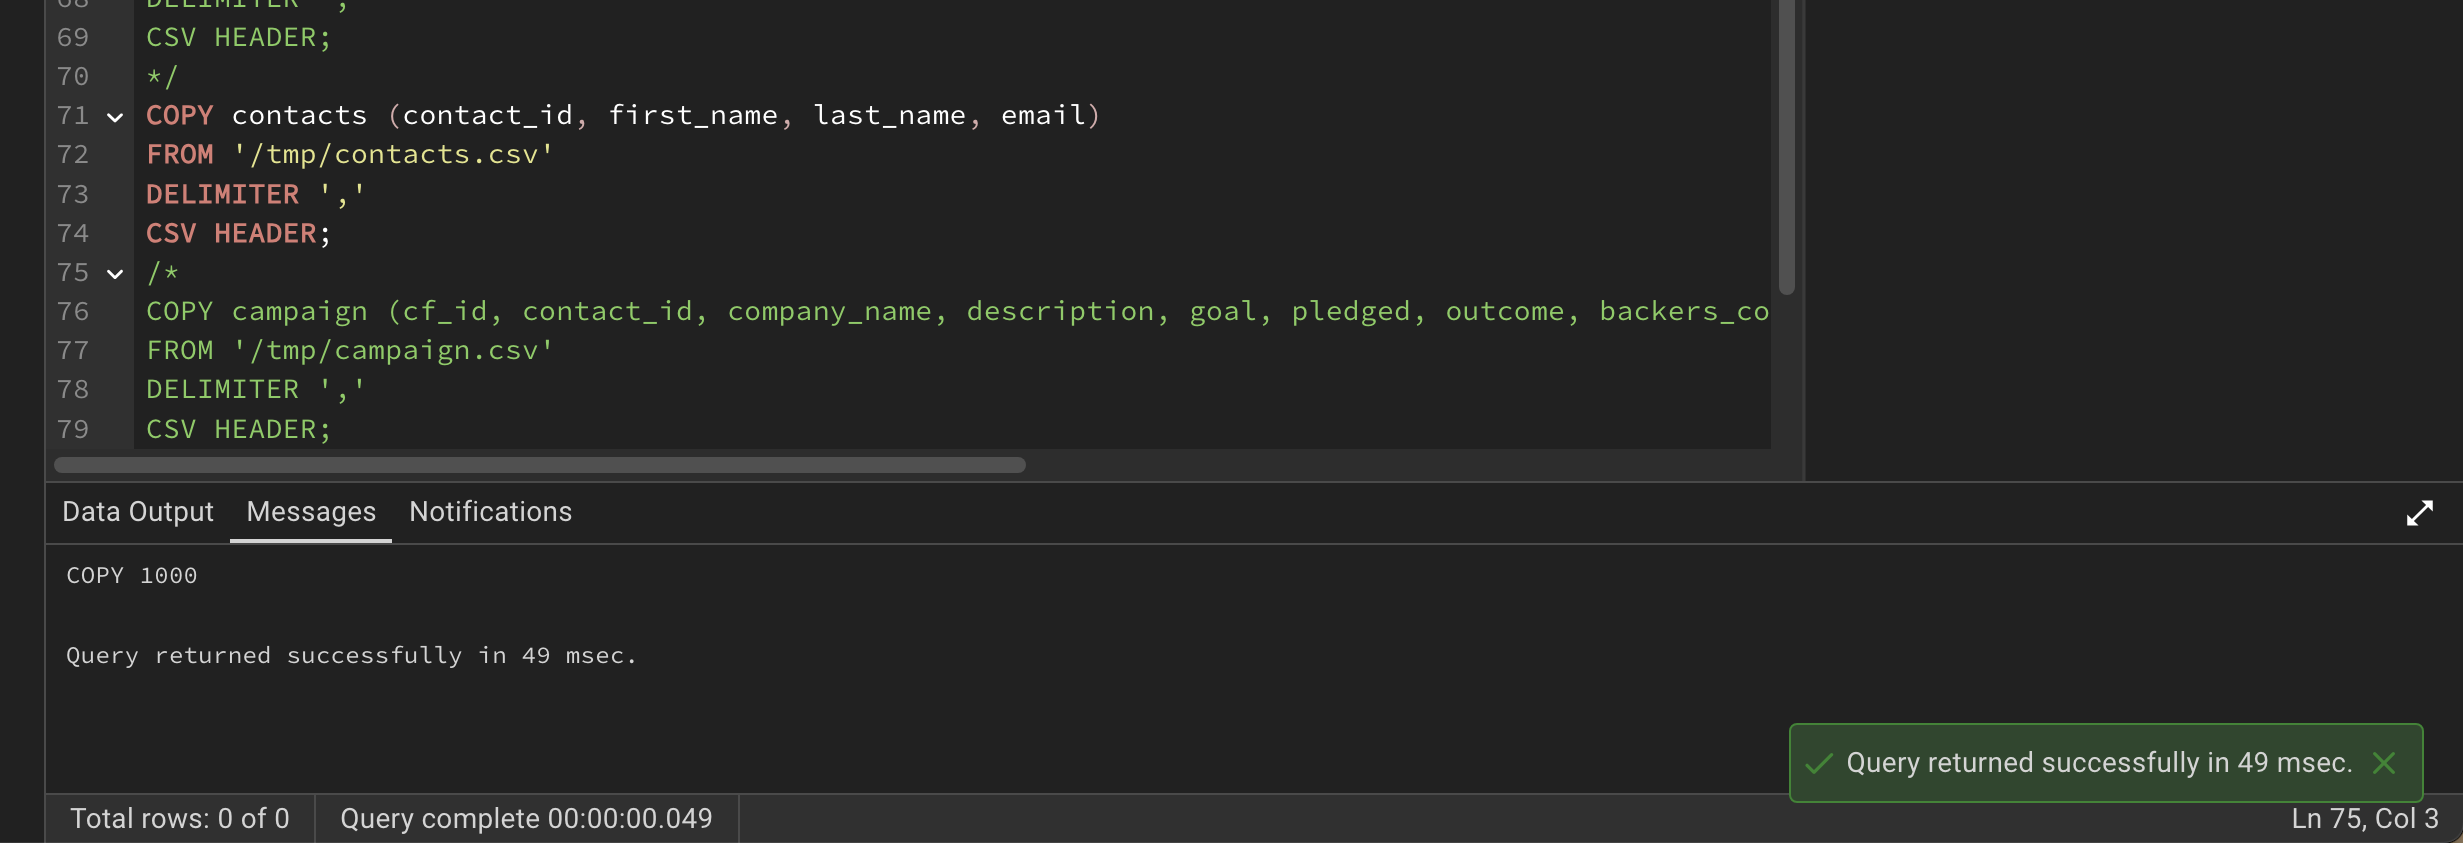 68 DELIMITER ','
69 CSV HEADER;
70 */
71 COPY contacts (contact_id, first_name, last_name, email)
72 FROM '/tmp/contacts.csv'
73 DELIMITER ','
74 CSV HEADER;
75 /*
76 COPY campaign (cf_id, contact_id, company_name, description, goal, pledged, outcome, backers_co
77 FROM '/tmp/campaign.csv'
78 DELIMITER ','
79 CSV HEADER;
Data Output Messages Notifications
COPY 1000
Query returned successfully in 49 msec.
Query returned successfully in 49 msec.
Total rows: 0 of 0 Query complete 00:00:00.049 Ln 75, Col 3